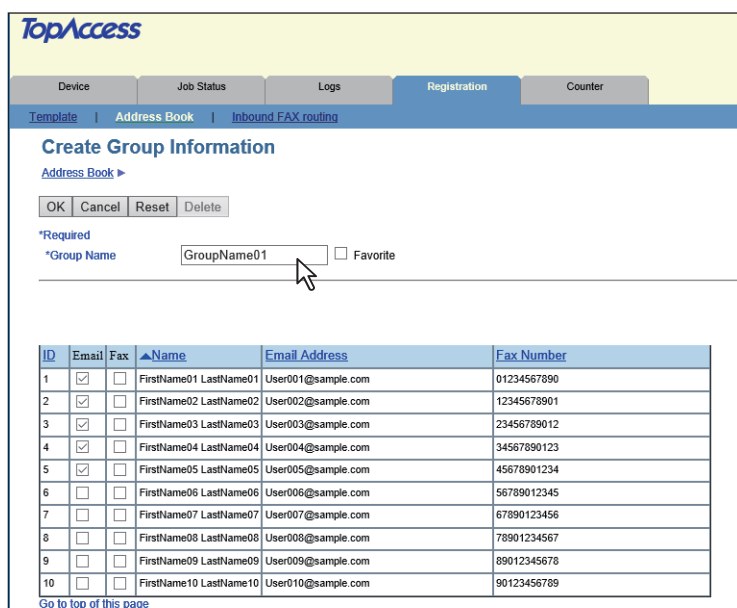 TopAccess
Device Job Status Logs Registration Counter
Template | Address Book | Inbound FAX routing
Create Group Information
Address Book
OK Cancel Reset Delete
*Required
*Group Name GroupName01 Favorite
ID Email Fax Name Email Address Fax Number
1 FirstName01 LastName01 User001@sample.com 01234567890
2 FirstName02 LastName02 User002@sample.com 12345678901
3 FirstName03 LastName03 User003@sample.com 23456789012
4 FirstName04 LastName04 User004@sample.com 34567890123
5 FirstName05 LastName05 User005@sample.com 45678901234
6 FirstName06 LastName06 User006@sample.com 56789012345
7 FirstName07 LastName07 User007@sample.com 67890123456
8 FirstName08 LastName08 User008@sample.com 78901234567
9 FirstName09 LastName09 User009@sample.com 89012345678
10 FirstName10 LastName10 User010@sample.com 90123456789
Go to top of this page